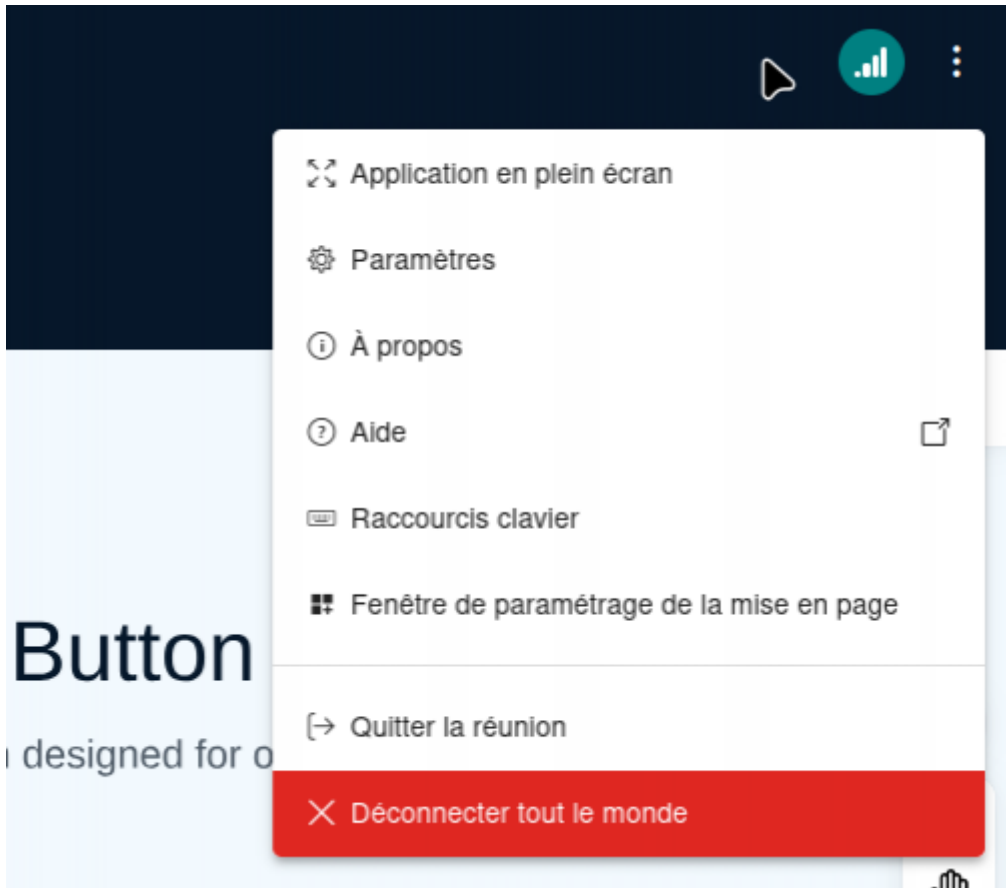 Application en plein écran
Paramètres
À propos
Aide
Raccourcis clavier
Fenêtre de paramétrage de la mise en page
Button
designed for
Quitter la réunion
Déconnecter tout le monde